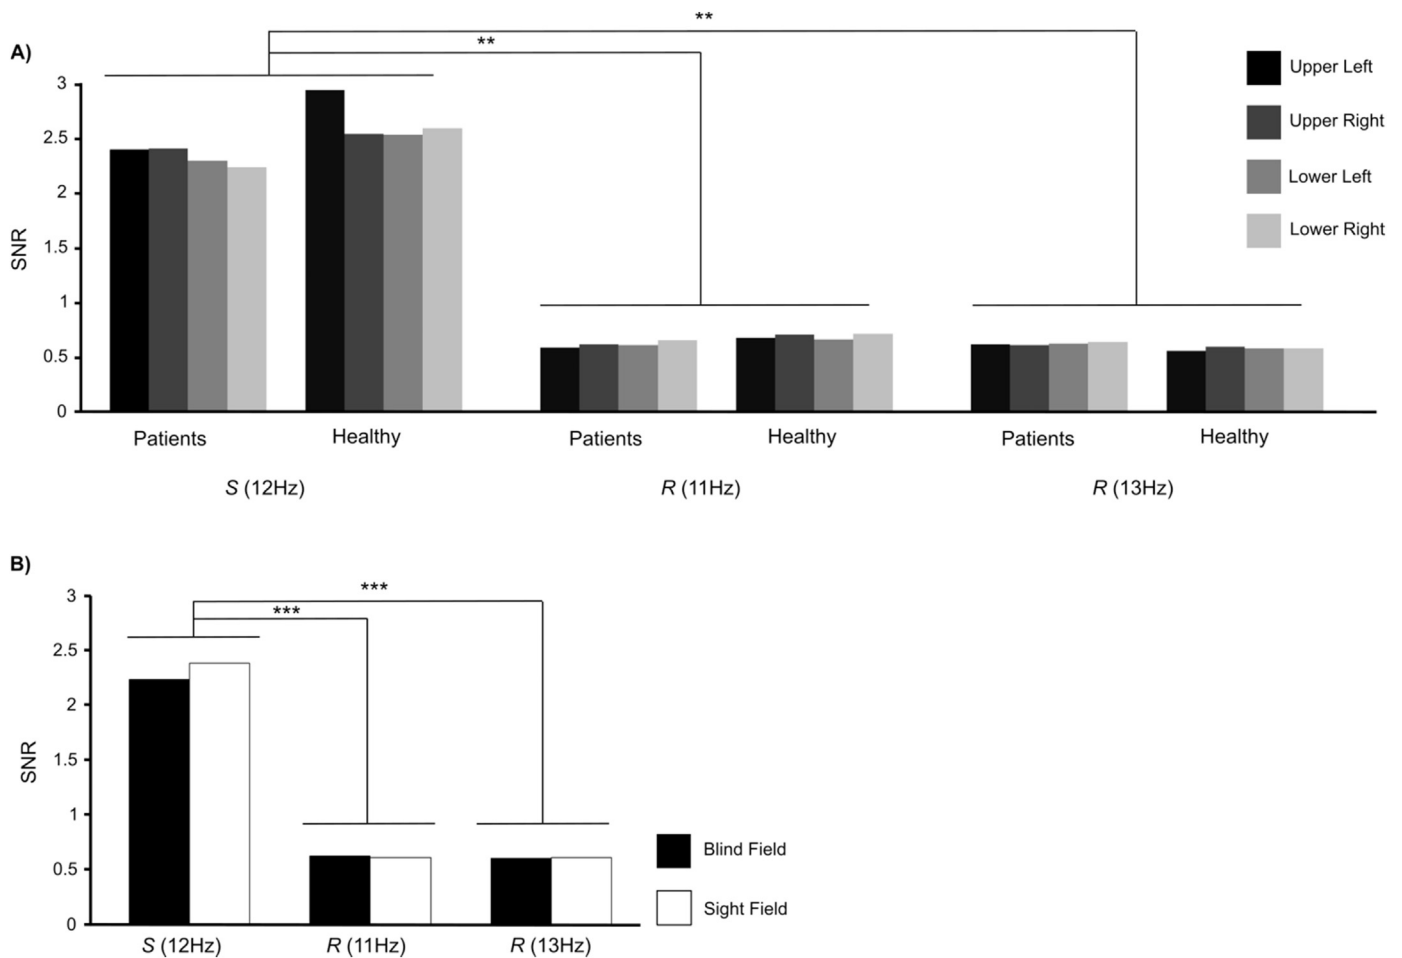 **
A)
**
Upper Left
Upper Right
Lower Left
Lower Right
3
2.5
2
1.5
1
0.5
0
SNR
Patients Healthy Patients Healthy Patients Healthy
S (12Hz) R (11Hz) R (13Hz)
B)
***
***
3
2.5
2
1.5
1
0.5
0
SNR
Blind Field
Sight Field
S (12Hz) R (11Hz) R (13Hz)